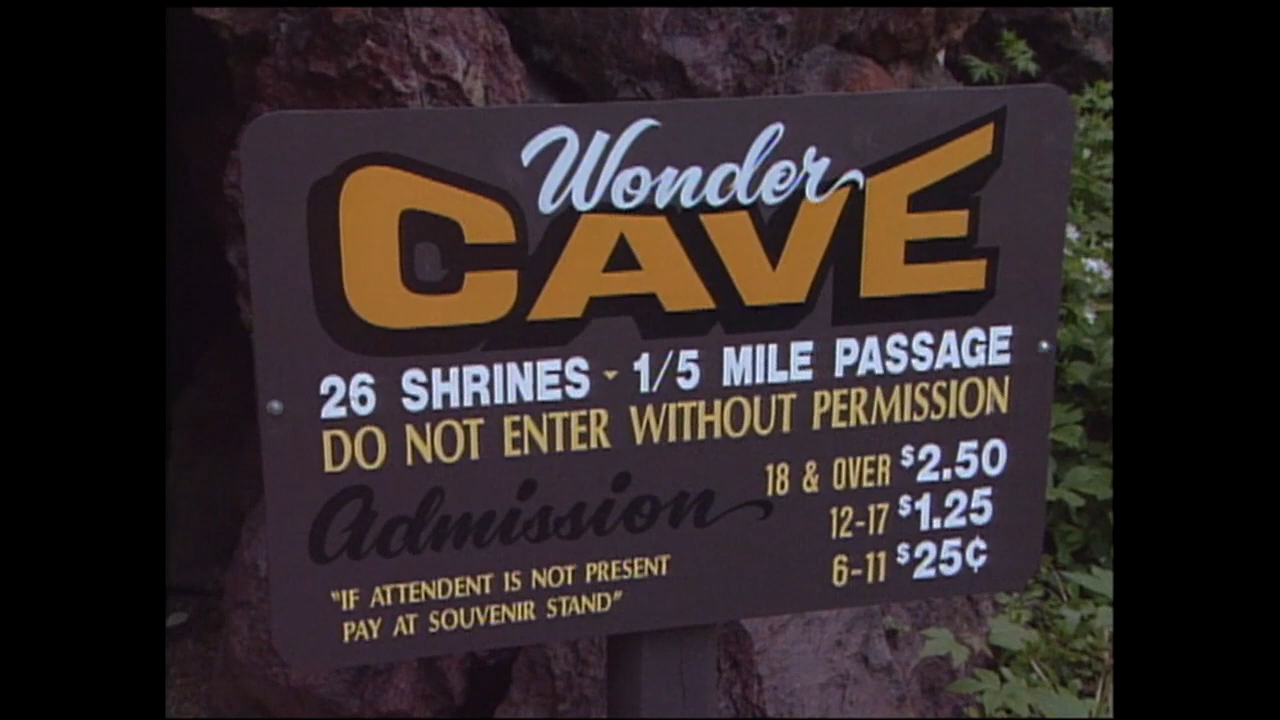 Wonder
CAVE
26 SHRINES - 1/5 MILE PASSAGE
DO NOT ENTER WITHOUT PERMISSION
Admission
18 & OVER $2.50
12-17 $1.25
6-11 $25¢
"IF ATTENDENT IS NOT PRESENT
PAY AT SOUVENIR STAND"